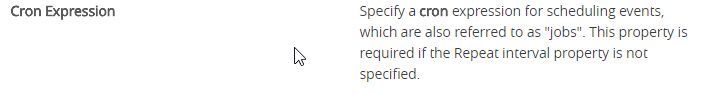 Cron Expression
Specify a cron expression for scheduling events,
which are also referred to as "jobs". This property is
required if the Repeat interval property is not
specified.